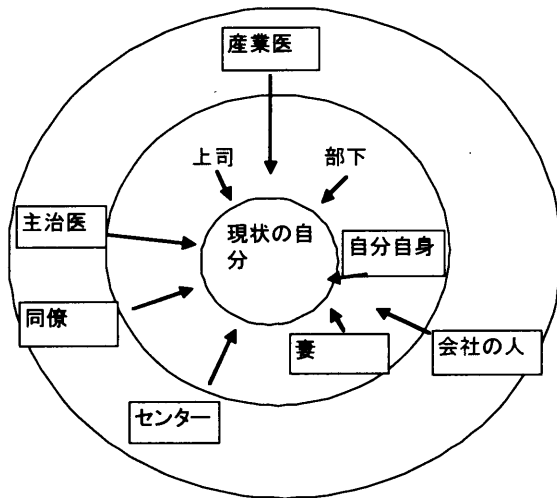 産業医
上司
部下
主治医
現状の自
分
自分自身
同僚
妻
会社の人
センター